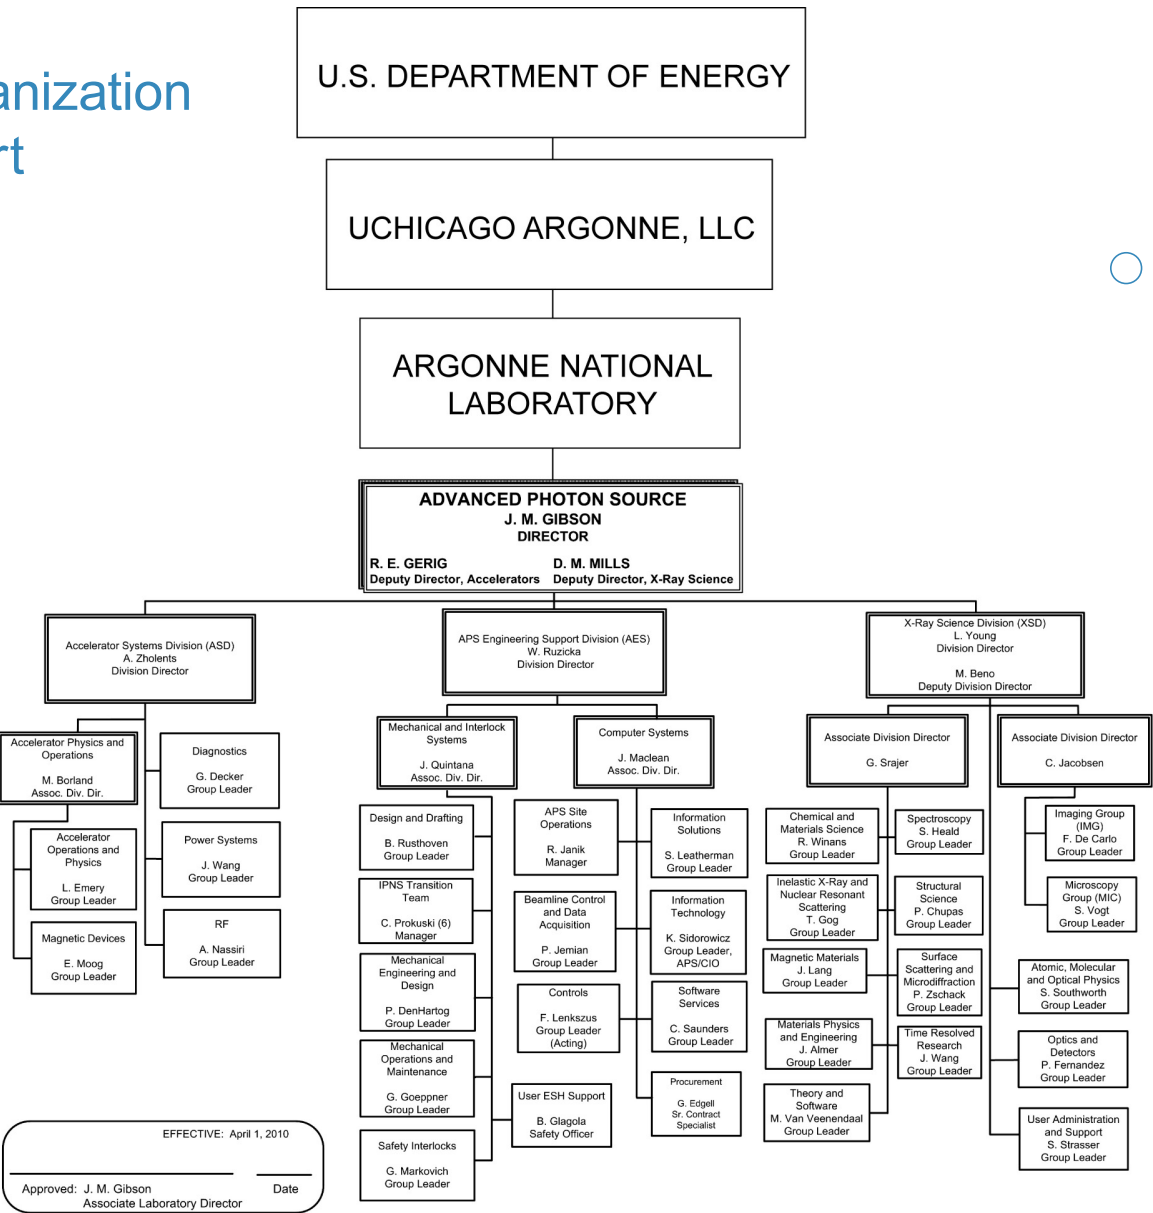 anization
rt
U.S. DEPARTMENT OF ENERGY
UCHICAGO ARGONNE, LLC
ARGONNE NATIONAL
LABORATORY
ADVANCED PHOTON SOURCE
J. M. GIBSON
DIRECTOR
R. E. GERIG
Deputy Director, Accelerators
D. M. MILLS
Deputy Director, X-Ray Science
Accelerator Systems Division (ASD)
A. Zholents
Division Director
APS Engineering Support Division (AES)
W. Ruzicka
Division Director
X-Ray Science Division (XSD)
L. Young
Division Director
M. Beno
Deputy Division Director
Accelerator Physics and
Operations
M. Borland
Assoc. Div. Dir.
Diagnostics
G. Decker
Group Leader
Accelerator
Operations and
Physics
L. Emery
Group Leader
Power Systems
J. Wang
Group Leader
Magnetic Devices
E. Moog
Group Leader
RF
A. Nassiri
Group Leader
Mechanical and Interlock
Systems
J. Quintana
Assoc. Div. Dir.
Computer Systems
J. Maclean
Assoc. Div. Dir.
Design and Drafting
B. Rusthoven
Group Leader
IPNS Transition
Team
C. Prokuski (6)
Manager
Mechanical
Engineering and
Design
P. DenHartog
Group Leader
Mechanical
Operations and
Maintenance
G. Goeppner
Group Leader
Safety Interlocks
G. Markovich
Group Leader
User ESH Support
B. Glagola
Safety Officer
APS Site
Operations
R. Janik
Manager
Information
Solutions
S. Leatherman
Group Leader
Beamline Control
and Data
Acquisition
P. Jemian
Group Leader
Information
Technology
K. Sidorowicz
Group Leader,
APS/CIO
Controls
F. Lenkszus
Group Leader
(Acting)
Software
Services
C. Saunders
Group Leader
Procurement
G. Edgell
Sr. Contract
Specialist
Associate Division Director
G. Srajer
Associate Division Director
C. Jacobsen
Chemical and
Materials Science
R. Winans
Group Leader
Spectroscopy
S. Heald
Group Leader
Inelastic X-Ray and
Nuclear Resonant
Scattering
T. Gog
Group Leader
Structural
Science
P. Chupas
Group Leader
Magnetic Materials
J. Lang
Group Leader
Surface
Scattering and
Microdiffraction
P. Zschack
Group Leader
Materials Physics
and Engineering
J. Almer
Group Leader
Time Resolved
Research
J. Wang
Group Leader
Theory and
Software
M. Van Veenendaal
Group Leader
Imaging Group
(IMG)
F. De Carlo
Group Leader
Microscopy
Group (MIC)
S. Vogt
Group Leader
Atomic, Molecular
and Optical Physics
S. Southworth
Group Leader
Optics and
Detectors
P. Fernandez
Group Leader
User Administration
and Support
S. Strasser
Group Leader
EFFECTIVE: April 1, 2010
Approved: J. M. Gibson
Associate Laboratory Director
Date